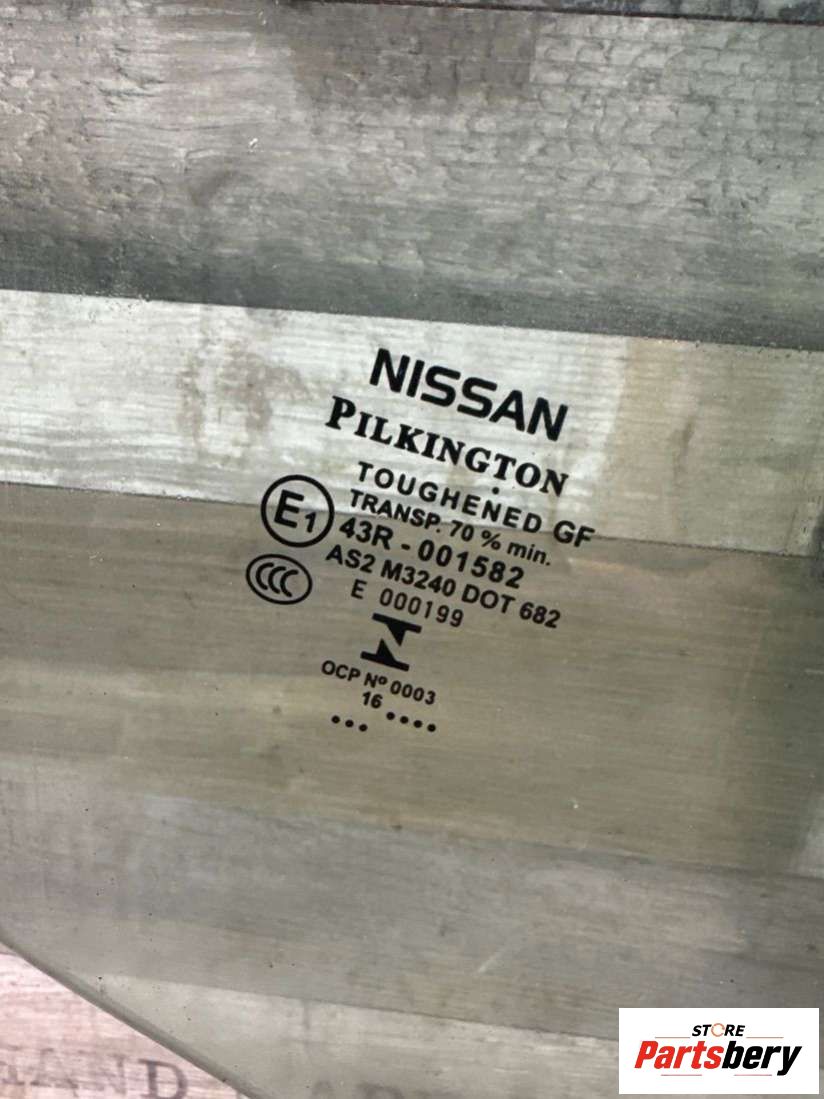 NISSAN
PILKINGTON
TOUGHENED GF
TRANSP. 70 % min.
E1 43R - 001582
CCC AS2 M3240 DOT 682
E 000199
OCP Nº 0003
16
STORE
Partsbery